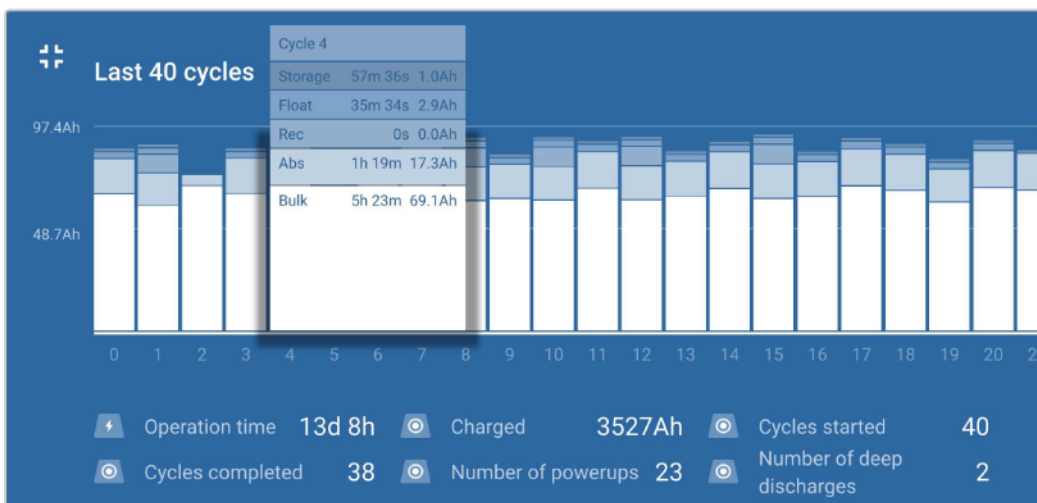 Last 40 cycles
Cycle 4
Storage 57m 36s 1.0Ah
Float 35m 34s 2.9Ah
Rec 0s 0.0Ah
Abs 1h 19m 17.3Ah
Bulk 5h 23m 69.1Ah
97.4Ah
48.7Ah
0 1 2 3 4 5 6 7 8 9 10 11 12 13 14 15 16 17 18 19 20
Operation time 13d 8h Charged 3527Ah Cycles started 40
Cycles completed 38 Number of powerups 23 Number of deep discharges 2